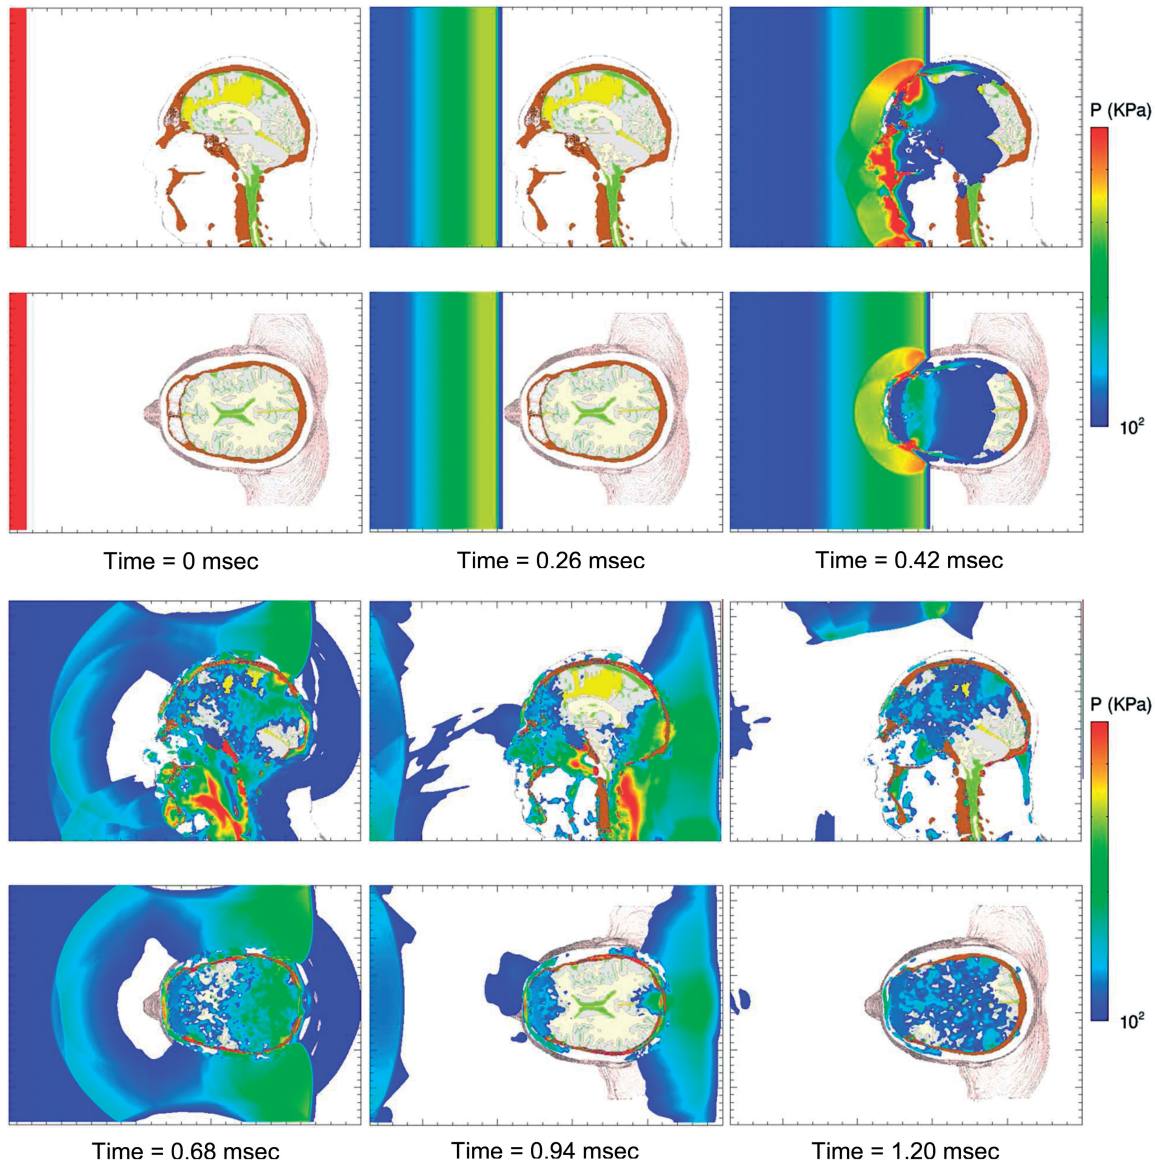 P (KPa)
10²
Time = 0 msec
Time = 0.26 msec
Time = 0.42 msec
P (KPa)
10²
Time = 0.68 msec
Time = 0.94 msec
Time = 1.20 msec